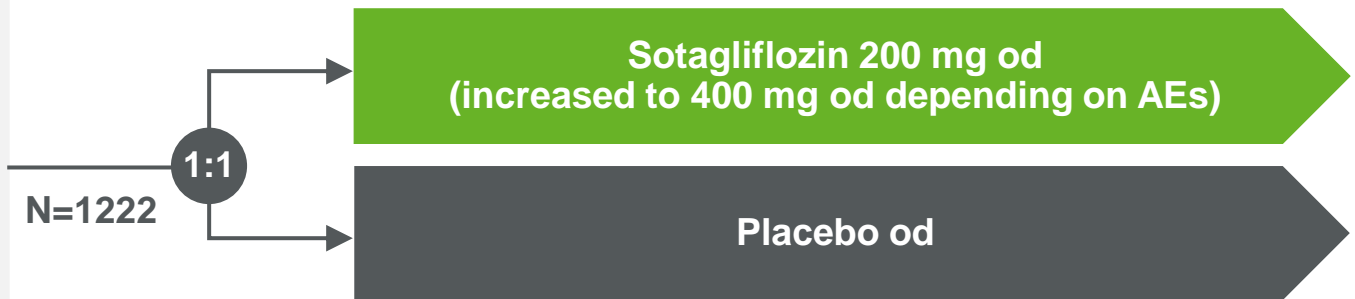 Sotagliflozin 200 mg od
(increased to 400 mg od depending on AEs)
1:1
N=1222
Placebo od